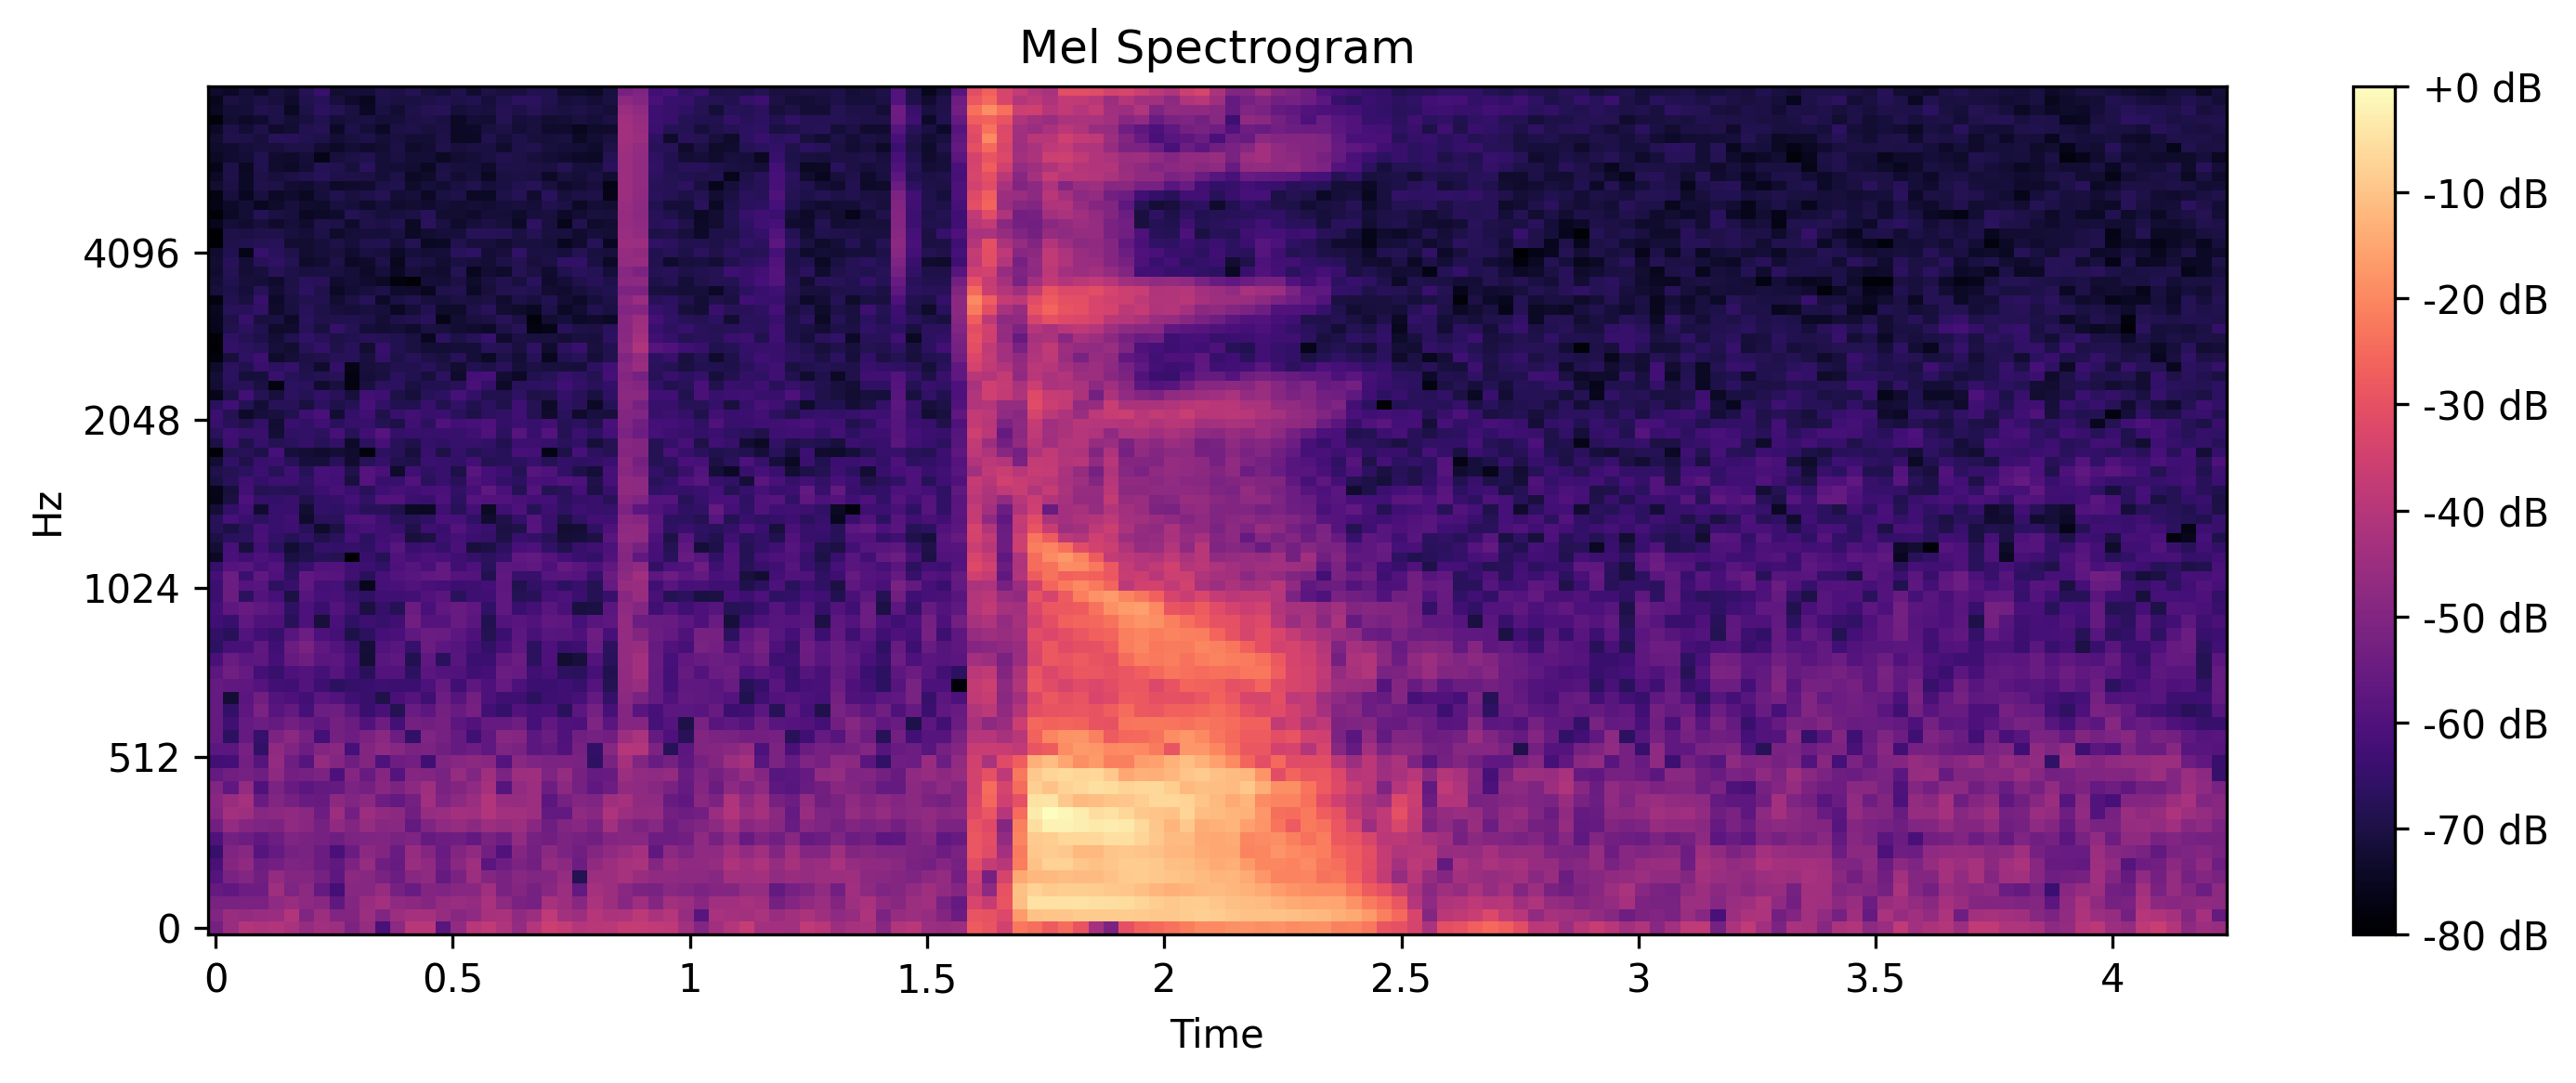 Mel Spectrogram
+0 dB
-10 dB
-20 dB
-30 dB
-40 dB
-50 dB
-60 dB
-70 dB
-80 dB
Hz
4096
2048
1024
512
0
0 0.5 1 1.5 2 2.5 3 3.5 4
Time